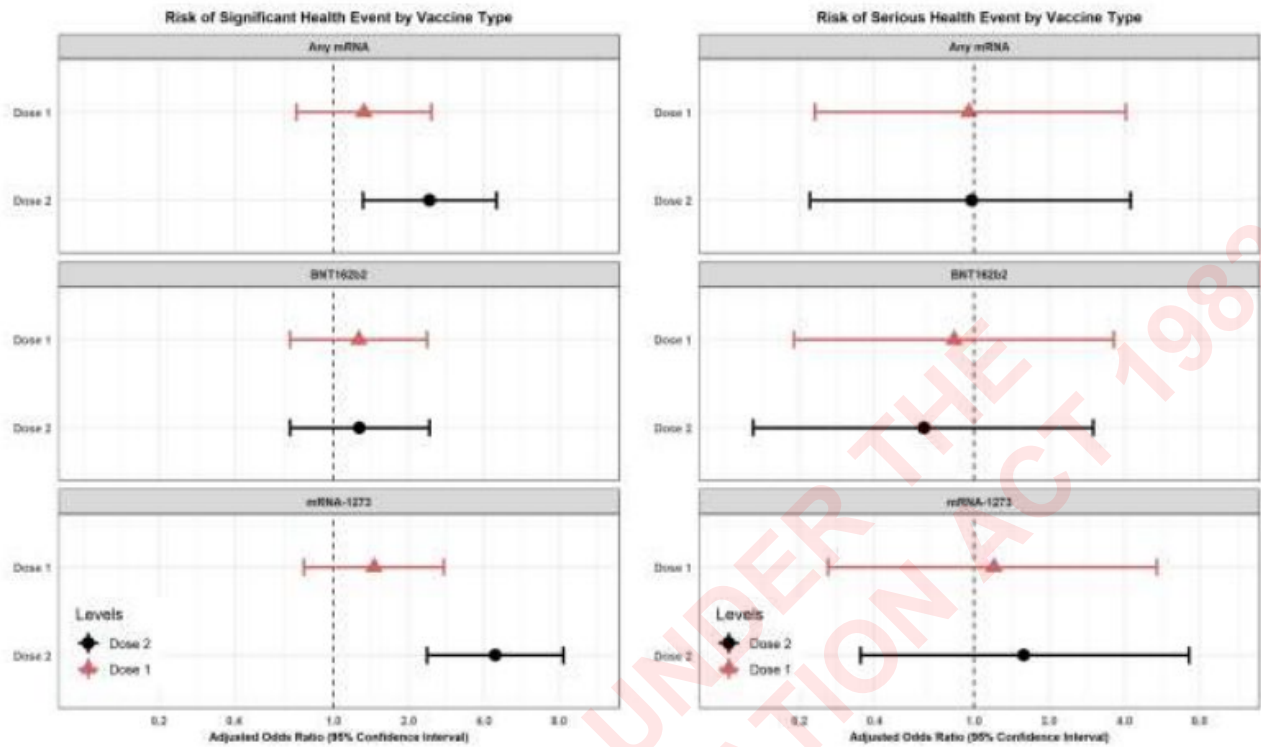 Risk of Significant Health Event by Vaccine Type
Any mRNA
Dose 1
Dose 2
BNT162b2
Dose 1
Dose 2
mRNA-1273
Dose 1
Levels
Dose 2
Dose 1
Dose 2
0.2 0.4 1.0 2.0 8.0
Adjusted Odds Ratio (95% Confidence Interval)
Risk of Serious Health Event by Vaccine Type
Any mRNA
Dose 1
Dose 2
BNT162b2
Dose 1
Dose 2
mRNA-1273
Dose 1
Levels
Dose 2
Dose 1
Dose 2
0.2 0.4 1.0 2.0 4.0 8.0
Adjusted Odds Ratio (95% Confidence Interval)
UNDER THE
ACT 198